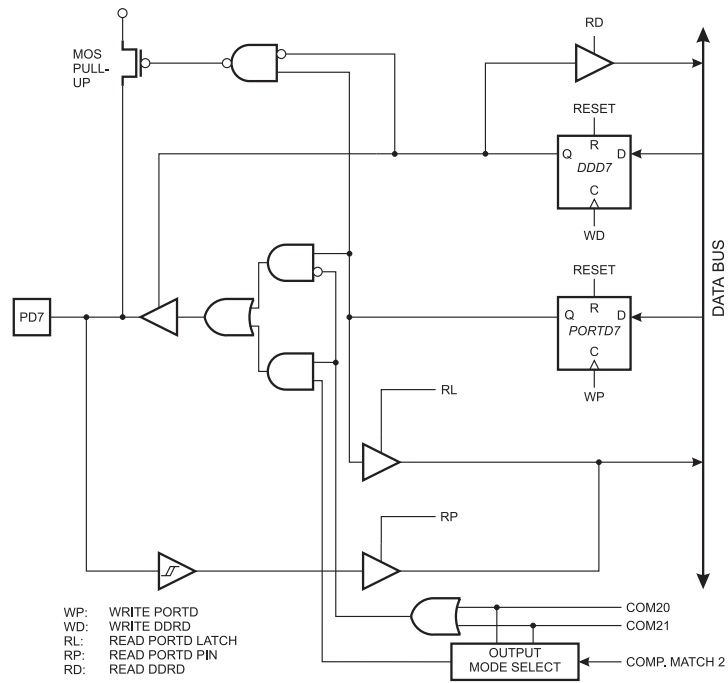 RD
MOS
PULL-
UP
RESET
R
Q
D
DDD7
C
WD
DATA BUS
RESET
R
Q
D
PORTD7
C
WP
PD7
RL
RP
WP: WRITE PORTD
WD: WRITE DDRD
RL: READ PORTD LATCH
RP: READ PORTD PIN
RD: READ DDRD
COM20
COM21
OUTPUT
MODE SELECT
COMP. MATCH 2